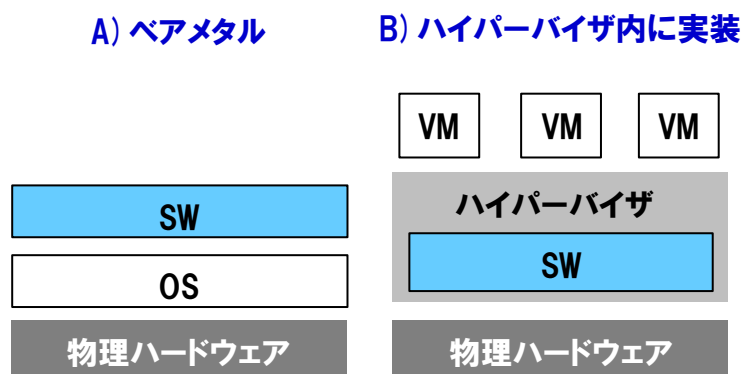 A) ベアメタル
SW
OS
物理ハードウェア
B) ハイパーバイザ内に実装
VM VM VM
ハイパーバイザ
SW
物理ハードウェア